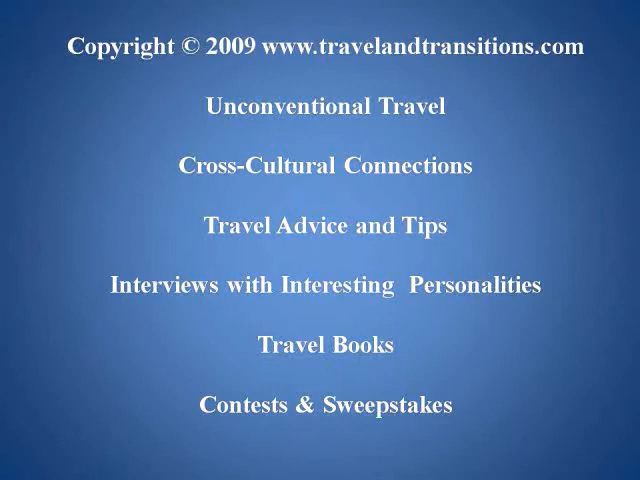 Copyright © 2009 www.travelandtransitions.com
Unconventional Travel
Cross-Cultural Connections
Travel Advice and Tips
Interviews with Interesting  Personalities
Travel Books
Contests & Sweepstakes